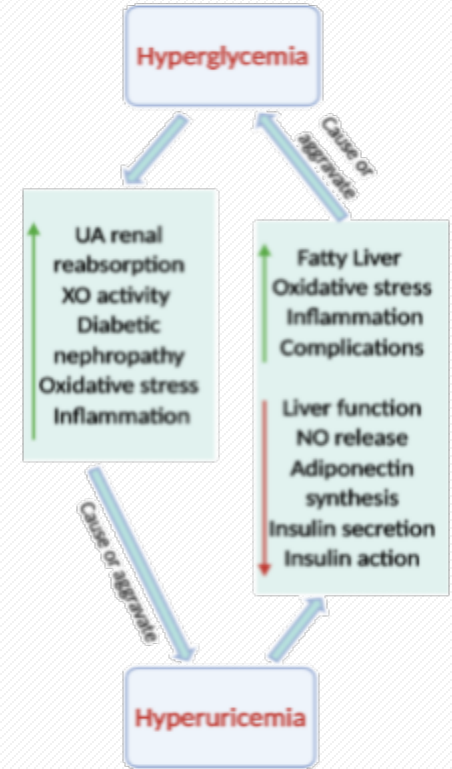 Hyperglycemia
Cause or
aggravate
UA renal
reabsorption
XO activity
Diabetic
nephropathy
Oxidative stress
Inflammation
Fatty Liver
Oxidative stress
Inflammation
Complications
Liver function
NO release
Adiponectin
synthesis
Insulin secretion
Insulin action
Cause or aggravate
Hyperuricemia